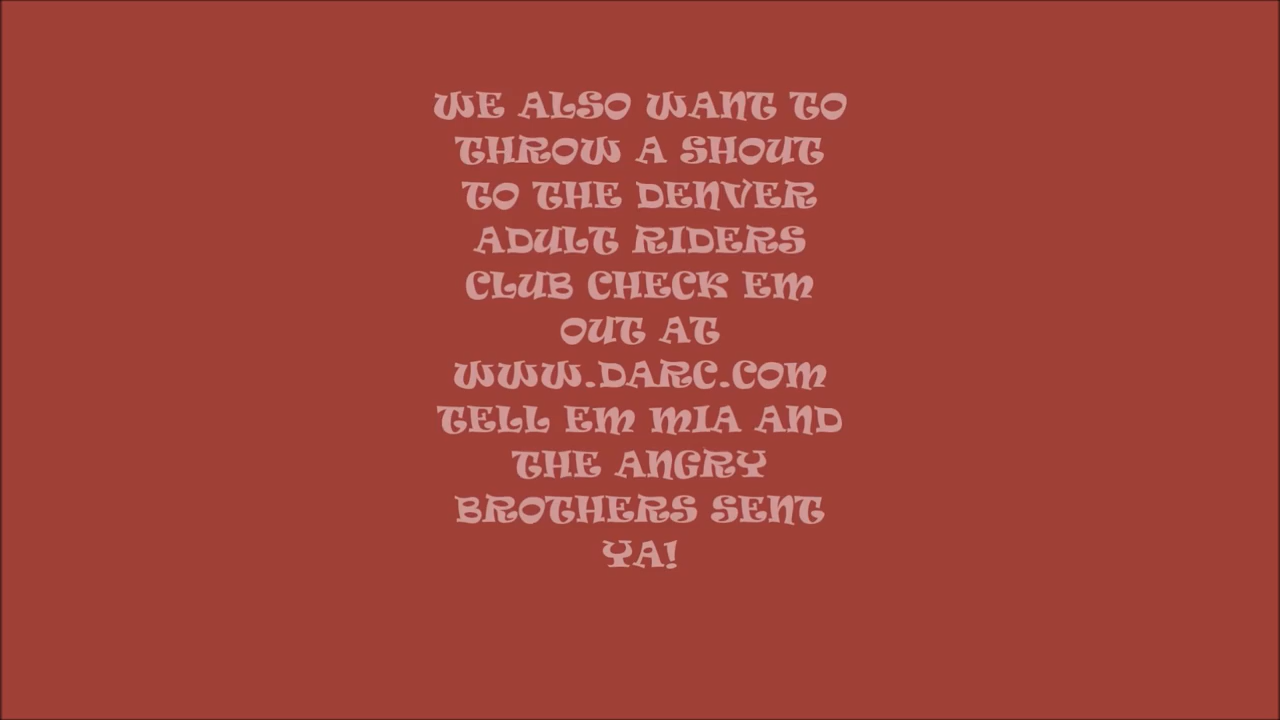 WE ALSO WANT TO
THROW A SHOUT
TO THE DENVER
ADULT RIDERS
CLUB CHECK EM
OUT AT
WWW.DARC.COM
TELL EM MIA AND
THE ANGRY
BROTHERS SENT
YA!